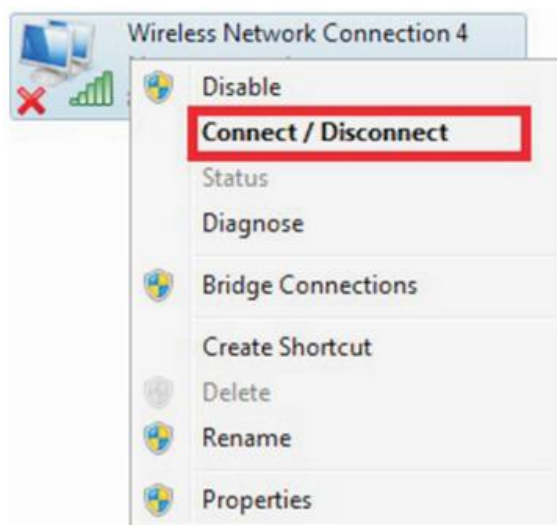 Wireless Network Connection 4
Disable
Connect / Disconnect
Status
Diagnose
Bridge Connections
Create Shortcut
Delete
Rename
Properties